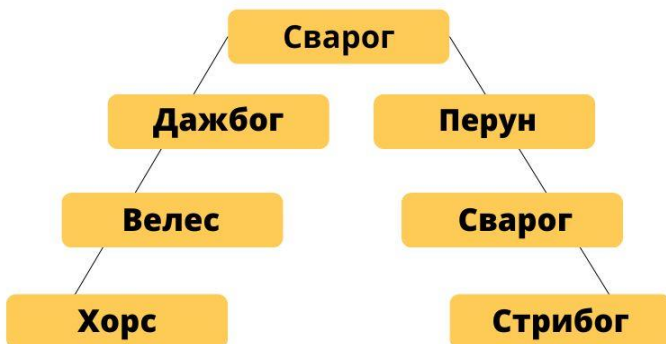 Сварог
Дажбог
Перун
Велес
Сварог
Хорс
Стрибог